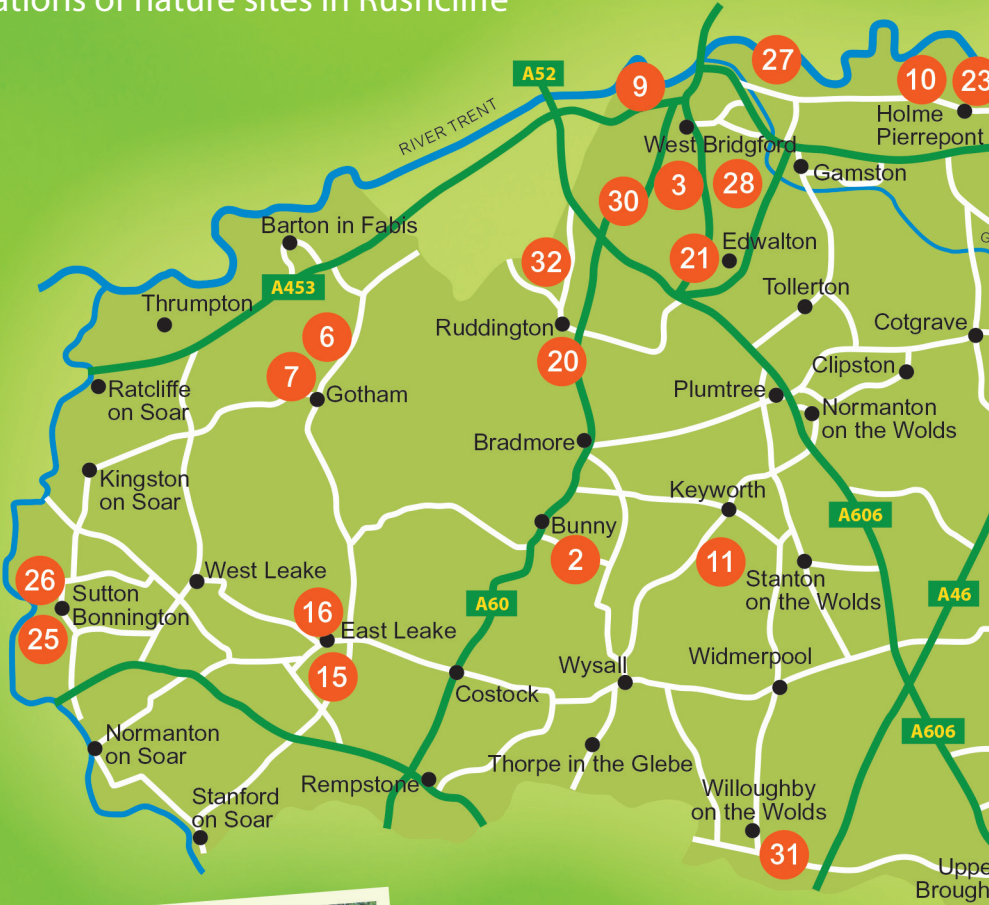 ations of nature sites in Rushcliffe
A52
27
9
10
23
RIVER TRENT
Holme
Pierrepont
West Bridgford
Gamston
3
28
30
Barton in Fabis
Edwalton
21
32
A453
Tollerton
Thrumpton
Ruddington
Cotgrave
6
20
Clipston
7
Ratcliffe
on Soar
Gotham
Plumtree
Normanton
on the Wolds
Bradmore
Kingston
on Soar
Keyworth
A606
Bunny
2
11
West Leake
26
Sutton
Bonnington
Stanton
on the Wolds
A46
16
A60
25
East Leake
15
Wysall
Widmerpool
Costock
A606
Normanton
on Soar
Thorpe in the Glebe
Rempstone
Willoughby
on the Wolds
Stanford
on Soar
31
Uppe
Brough